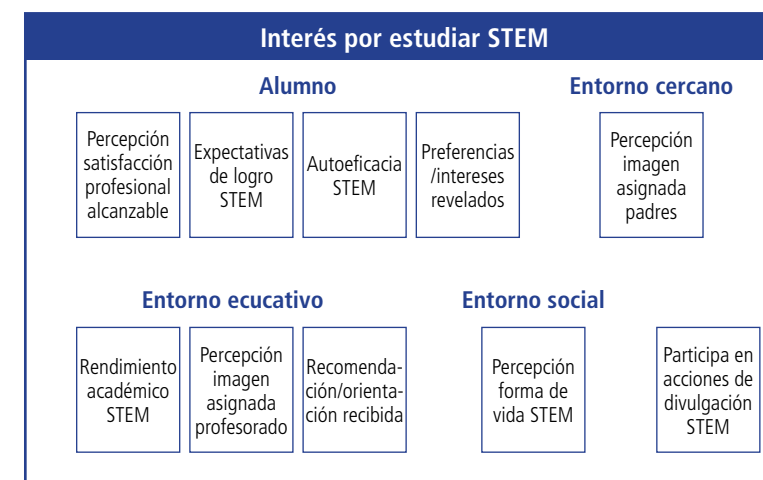 Interés por estudiar STEM
Alumno
Percepción
satisfacción
profesional
alcanzable
Expectativas
de logro
STEM
Autoeficacia
STEM
Preferencias
/intereses
revelados
Entorno cercano
Percepción
imagen
asignada
padres
Entorno ecucativo
Rendimiento
académico
STEM
Percepción
imagen
asignada
profesorado
Recomenda-
ción/orienta-
ción recibida
Entorno social
Percepción
forma de
vida STEM
Participa en
acciones de
divulgación
STEM